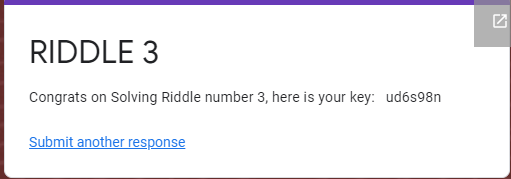 RIDDLE 3
Congrats on Solving Riddle number 3, here is your key: ud6s98n
Submit another response